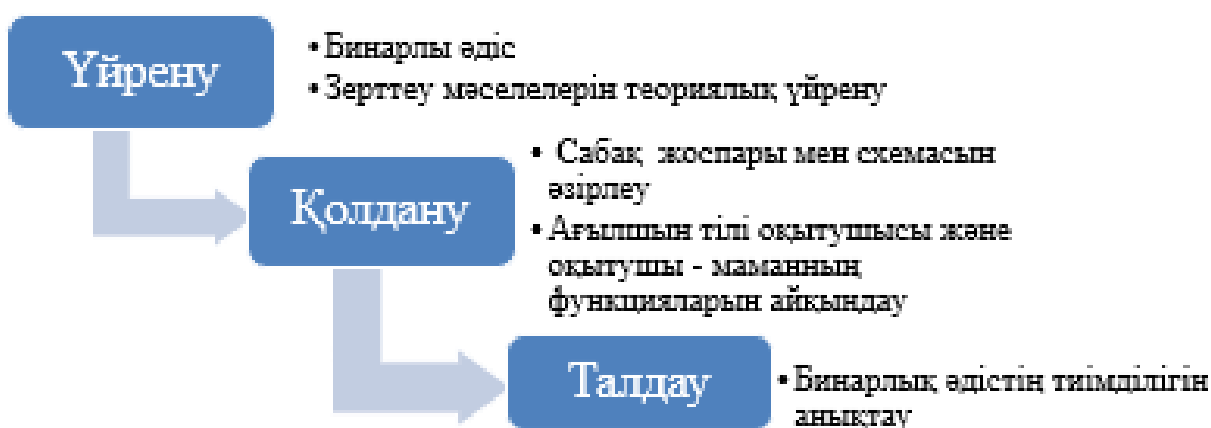 Үйрену
•Бинарлы әдіс
•Зерттеу мәселелерін теориялық үйрену
Қолдану
• Сабақ жоспары мен схемасын
әзірлеу
•Ағылшын тілі оқытушысы және
оқытушы - маманның
функцияларын айқындау
Талдау
•Бинарлық әдістің тиімділігін
анықтау